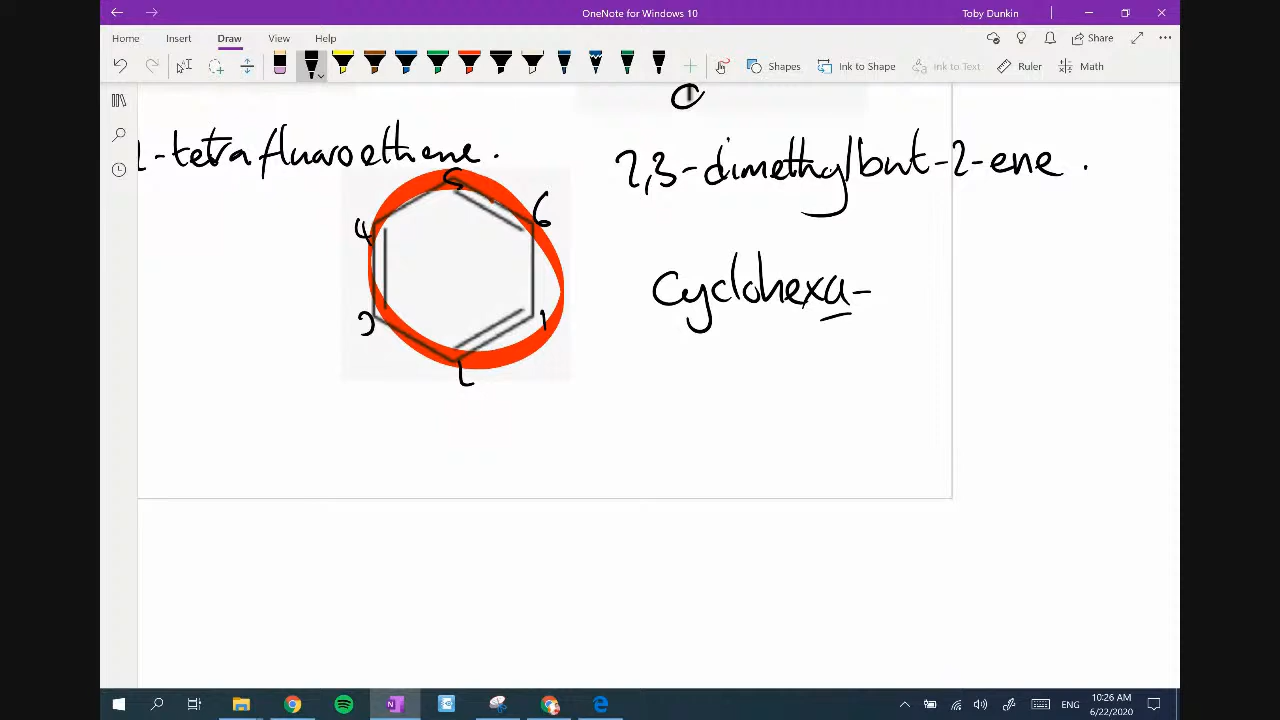 OneNote for Windows 10
Toby Dunkin
Home Insert Draw View Help
Share
Shapes Ink to Shape Ink to Text Ruler Math
-tetrafluoroethene.
2,3-dimethylbut-2-ene.
5
4
6
3
1
2
cyclohexa-
ENG
10:26 AM
6/22/2020